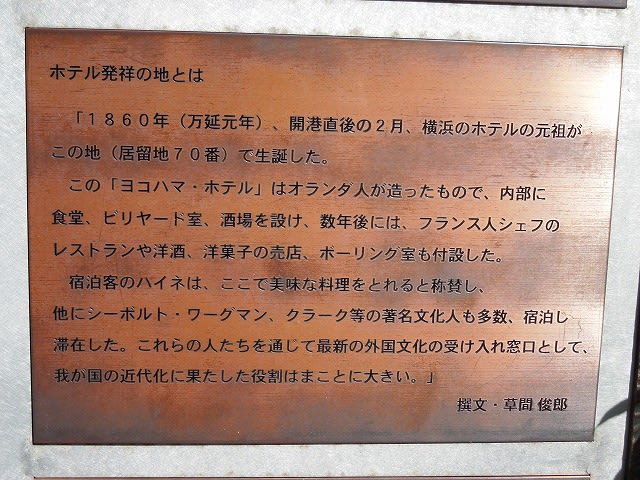 ホテル発祥の地とは
「１８６０年（万延元年）、開港直後の２月、横浜のホテルの元祖が
この地（居留地７０番）で生誕した。
この「ヨコハマ・ホテル」はオランダ人が造ったもので、内部に
食堂、ビリヤード室、酒場を設け、数年後には、フランス人シェフの
レストランや洋酒、洋菓子の売店、ボーリング室も付設した。
宿泊客のハイネは、ここで美味な料理をとれると称賛し、
他にシーボルト・ワーグマン、クラーク等の著名文化人も多数、宿泊し
滞在した。これらの人たちを通じて最新の外国文化の受け入れ窓口として、
我が国の近代化に果たした役割はまことに大きい。」
撰文・草間 俊郎